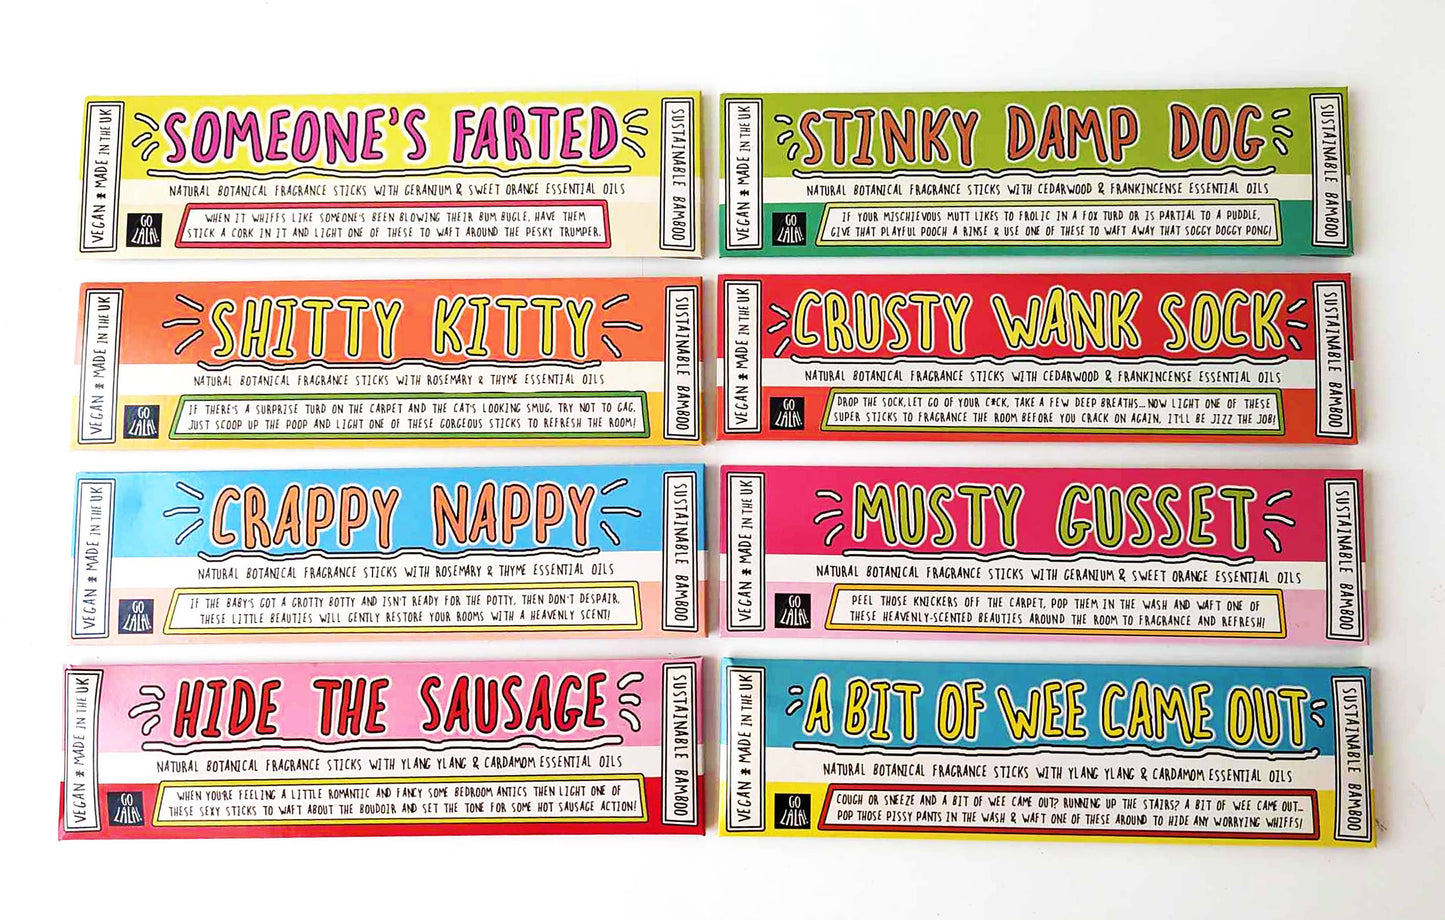 VEGAN MADE IN THE UK
SOMEONE'S FARTED
NATURAL BOTANICAL FRAGRANCE STICKS WITH GERANIUM & SWEET ORANGE ESSENTIAL OILS
GO
LALA!
WHEN IT WHIFFS LIKE SOMEONE'S BEEN BLOWING THEIR BUM BUGLE, HAVE THEM
STICK A CORK IN IT AND LIGHT ONE OF THESE TO WAFT AROUND THE PESKY TRUMPER.
SUSTAINABLE BAMBOO
VEGAN MADE IN THE UK
STINKY DAMP DOG
NATURAL BOTANICAL FRAGRANCE STICKS WITH CEDARWOOD & FRANKINCENSE ESSENTIAL OILS
GO
LALA!
IF YOUR MISCHIEVOUS MUTT LIKES TO FROLIC IN A FOX TURD OR IS PARTIAL TO A PUDDLE,
GIVE THAT PLAYFUL POOCH A RINSE & USE ONE OF THESE TO WAFT AWAY THAT SOGGY DOGGY PONG!
SUSTAINABLE BAMBOO
VEGAN MADE IN THE UK
SHITTY KITTY
NATURAL BOTANICAL FRAGRANCE STICKS WITH ROSEMARY & THYME ESSENTIAL OILS
GO
LALA!
IF THERE'S A SURPRISE TURD ON THE CARPET AND THE CAT'S LOOKING SMUG, TRY NOT TO GAG,
JUST SCOOP UP THE POOP AND LIGHT ONE OF THESE GORGEOUS STICKS TO REFRESH THE ROOM!
SUSTAINABLE BAMBOO
VEGAN MADE IN THE UK
CRUSTY WANK SOCK
NATURAL BOTANICAL FRAGRANCE STICKS WITH CEDARWOOD & FRANKINCENSE ESSENTIAL OILS
GO
LALA!
DROP THE SOCK, LET GO OF YOUR C*CK, TAKE A FEW DEEP BREATHS...NOW LIGHT ONE OF THESE
SUPER STICKS TO FRAGRANCE THE ROOM BEFORE YOU CRACK ON AGAIN, IT'LL BE JIZZ THE JOB!
SUSTAINABLE BAMBOO
VEGAN MADE IN THE UK
CRAPPY NAPPY
NATURAL BOTANICAL FRAGRANCE STICKS WITH ROSEMARY & THYME ESSENTIAL OILS
GO
LALA!
IF THE BABY'S GOT A GROTTY BOTTY AND ISN'T READY FOR THE POTTY, THEN DON'T DESPAIR,
THESE LITTLE BEAUTIES WILL GENTLY RESTORE YOUR ROOMS WITH A HEAVENLY SCENT!
SUSTAINABLE BAMBOO
VEGAN MADE IN THE UK
MUSTY GUSSET
NATURAL BOTANICAL FRAGRANCE STICKS WITH GERANIUM & SWEET ORANGE ESSENTIAL OILS
GO
LALA!
PEEL THOSE KNICKERS OFF THE CARPET, POP THEM IN THE WASH AND WAFT ONE OF
THESE HEAVENLY-SCENTED BEAUTIES AROUND THE ROOM TO FRAGRANCE AND REFRESH!
SUSTAINABLE BAMBOO
VEGAN MADE IN THE UK
HIDE THE SAUSAGE
NATURAL BOTANICAL FRAGRANCE STICKS WITH YLANG YLANG & CARDAMOM ESSENTIAL OILS
GO
LALA!
WHEN YOU'RE FEELING A LITTLE ROMANTIC AND FANCY SOME BEDROOM ANTICS THEN LIGHT ONE OF
THESE SEXY STICKS TO WAFT ABOUT THE BOUDOIR AND SET THE TONE FOR SOME HOT SAUSAGE ACTION!
SUSTAINABLE BAMBOO
VEGAN MADE IN THE UK
A BIT OF WEE CAME OUT
NATURAL BOTANICAL FRAGRANCE STICKS WITH YLANG YLANG & CARDAMOM ESSENTIAL OILS
GO
LALA!
COUGH OR SNEEZE AND A BIT OF WEE CAME OUT? RUNNING UP THE STAIRS? A BIT OF WEE CAME OUT...
POP THOSE PISSY PANTS IN THE WASH & WAFT ONE OF THESE AROUND TO HIDE ANY WORRYING WHIFFS!
SUSTAINABLE BAMBOO